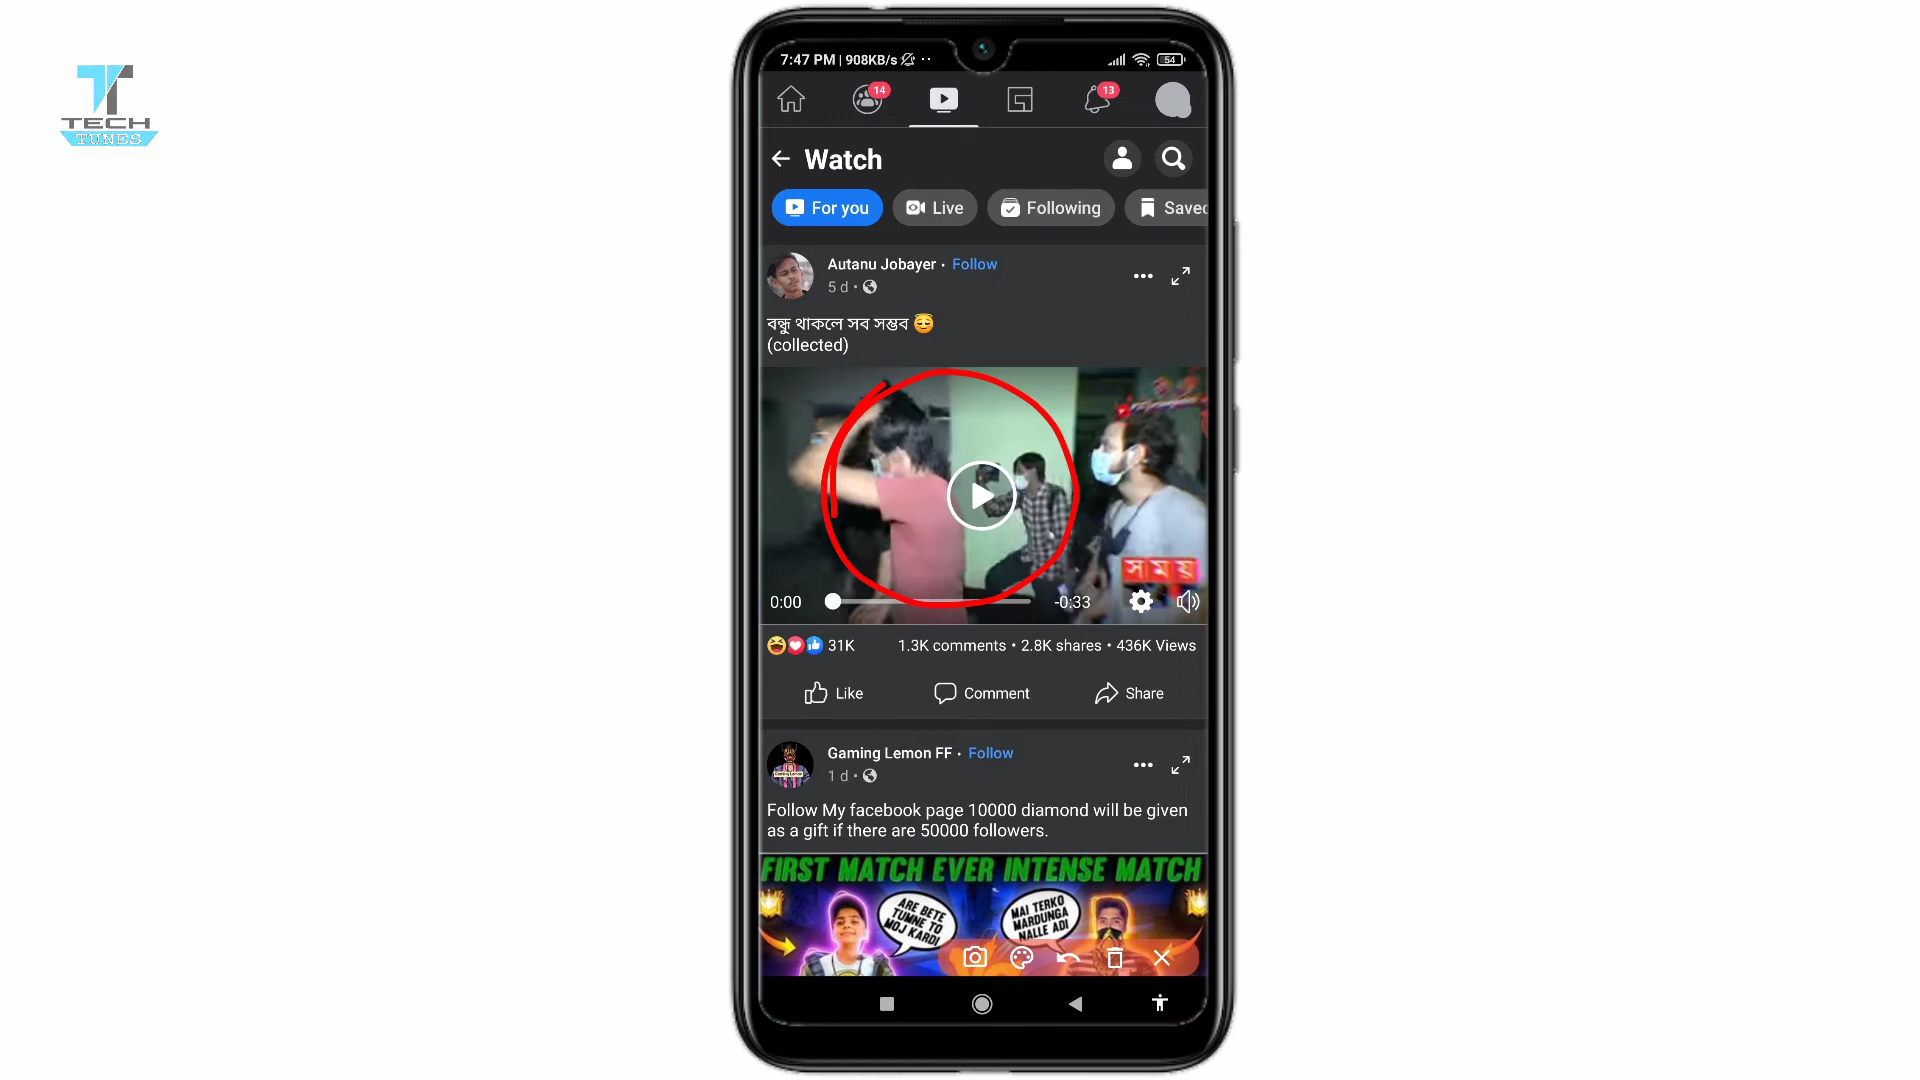 TECH
TUNES
7:47 PM | 908KB/s
54
14
13
Watch
For you
Live
Following
Saved
Autanu Jobayer · Follow
5 d ·
বন্ধু থাকলে সব সম্ভব 😇
(collected)
সময়
0:00
-0:33
31K
1.3K comments • 2.8K shares • 436K Views
Like
Comment
Share
Gaming Lemon FF · Follow
1 d ·
Follow My facebook page 10000 diamond will be given
as a gift if there are 50000 followers.
FIRST MATCH EVER INTENSE MATCH
ARE BETE
TUMNE TO
MOJ KARDI
MAI TERKO
MARDUNGA
NALLE ADI